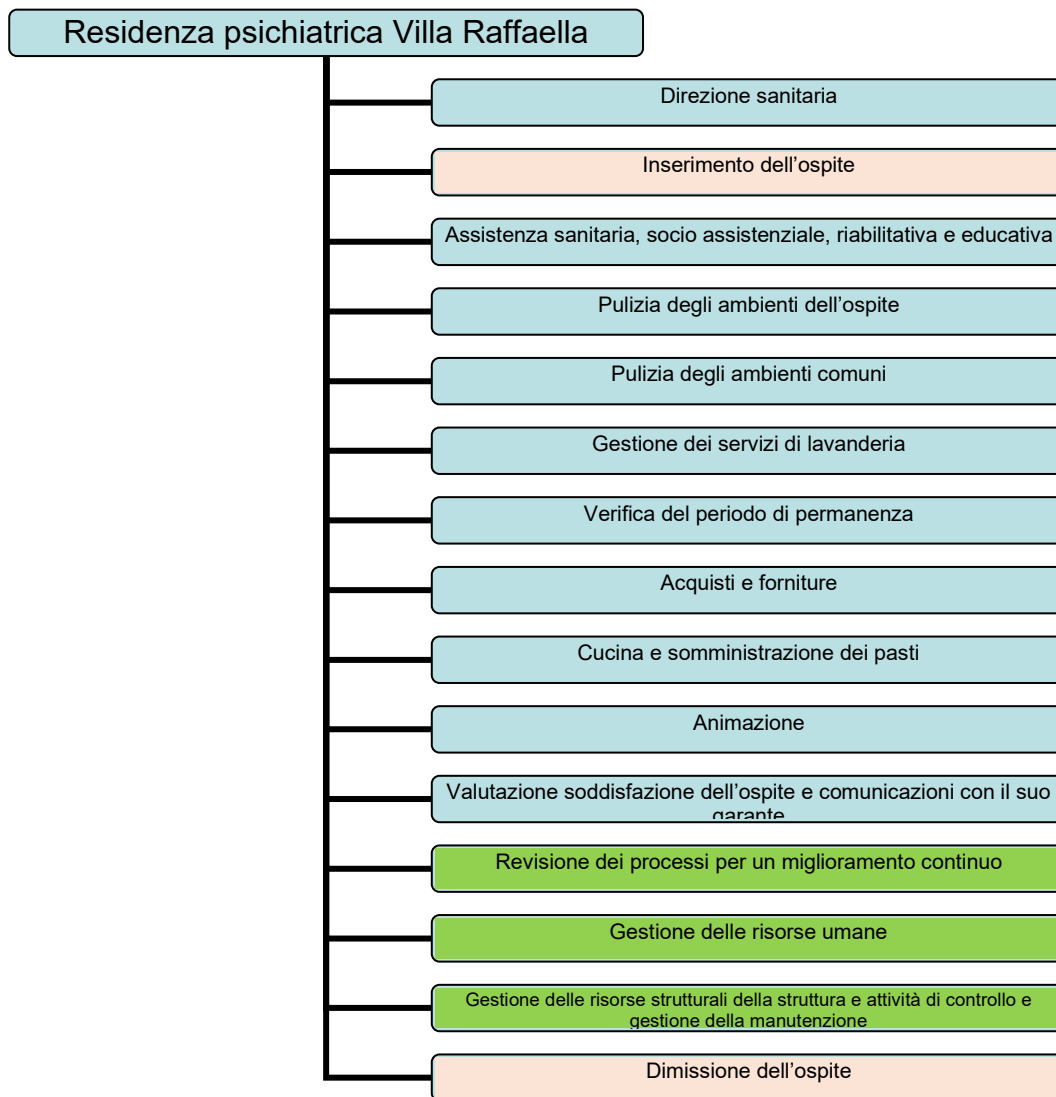 Residenza psichiatrica Villa Raffaella
Direzione sanitaria
Inserimento dell’ospite
Assistenza sanitaria, socio assistenziale, riabilitativa e educativa
Pulizia degli ambienti dell’ospite
Pulizia degli ambienti comuni
Gestione dei servizi di lavanderia
Verifica del periodo di permanenza
Acquisti e forniture
Cucina e somministrazione dei pasti
Animazione
Valutazione soddisfazione dell’ospite e comunicazioni con il suo
garante
Revisione dei processi per un miglioramento continuo
Gestione delle risorse umane
Gestione delle risorse strutturali della struttura e attività di controllo e
gestione della manutenzione
Dimissione dell’ospite